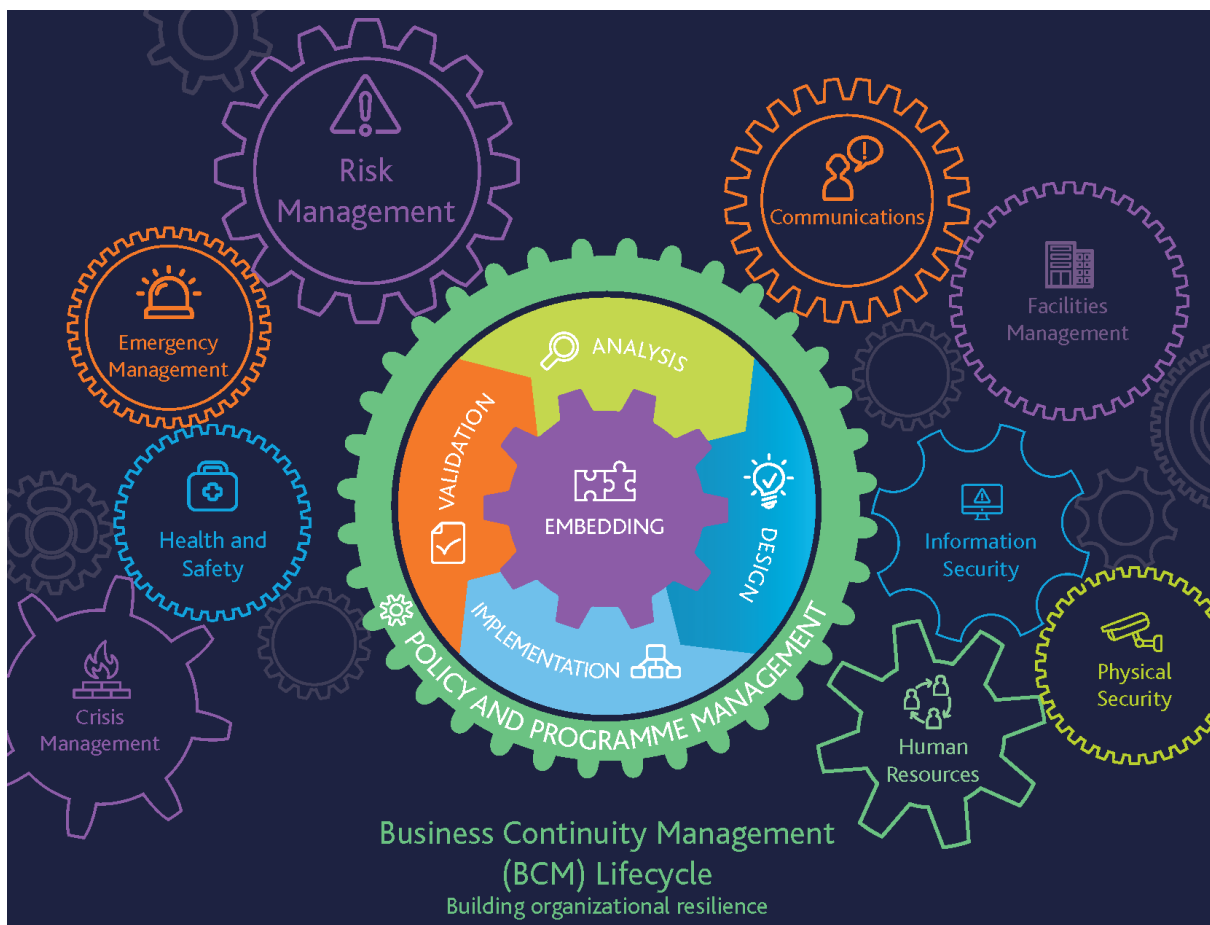 Risk
Management
Communications
Facilities
Management
Emergency
Management
ANALYSIS
VALIDATION
EMBEDDING
DESIGN
IMPLEMENTATION
POLICY AND PROGRAMME MANAGEMENT
Health and
Safety
Information
Security
Crisis
Management
Physical
Security
Human
Resources
Business Continuity Management
(BCM) Lifecycle
Building organizational resilience